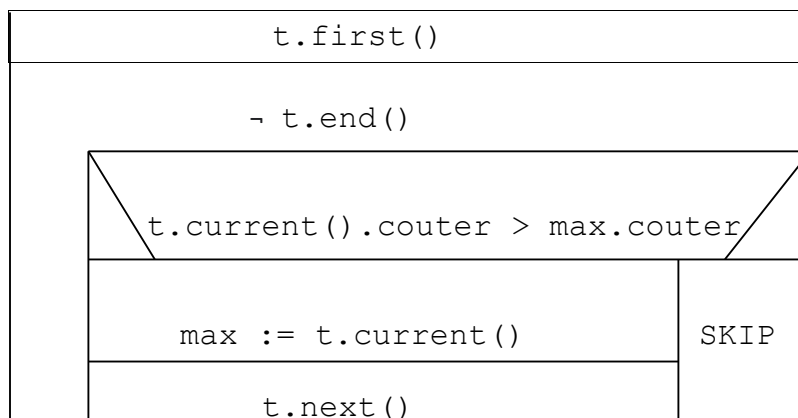 t.first()
¬ t.end()
t.current().couter > max.couter
max := t.current()
SKIP
t.next()